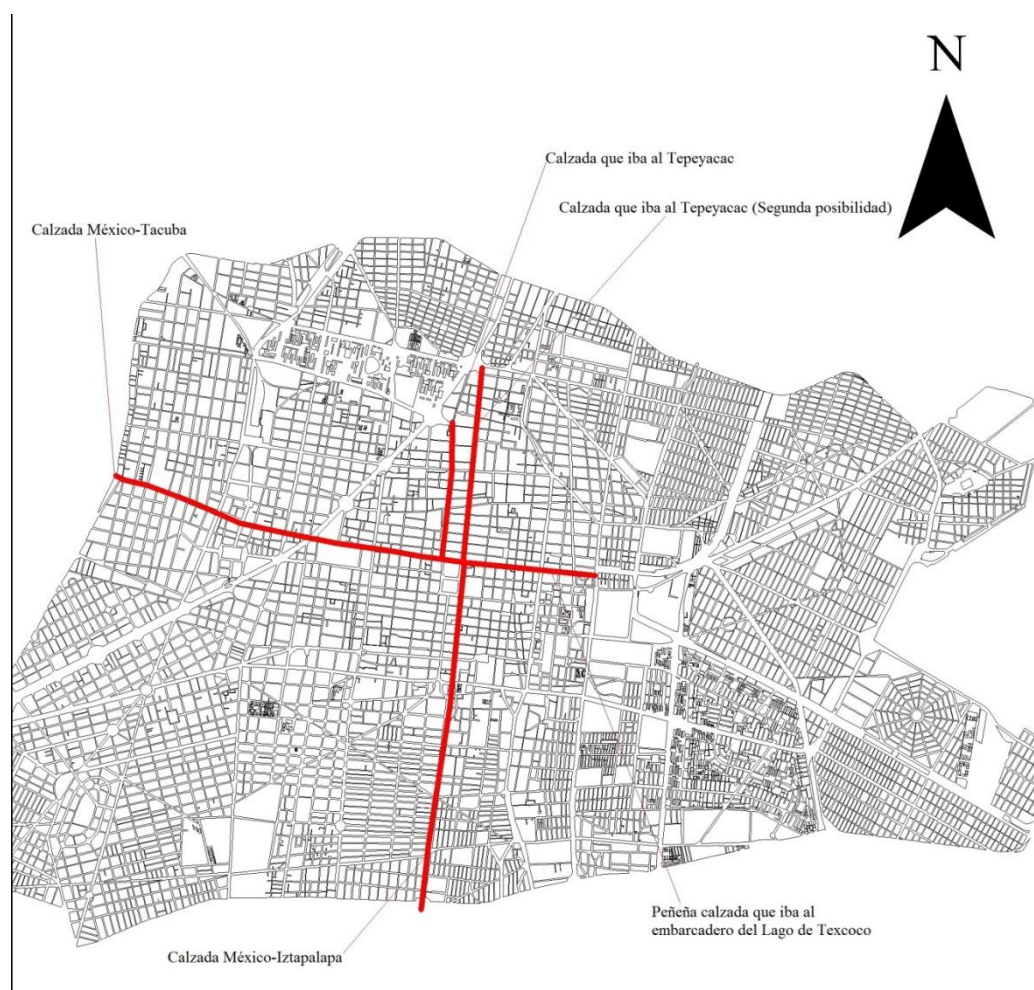 N
Calzada que iba al Tepeyacac
Calzada que iba al Tepeyacac (Segunda posibilidad)
Calzada México-Tacuba
Peñeña calzada que iba al
embarcadero del Lago de Texcoco
Calzada México-Iztapalapa